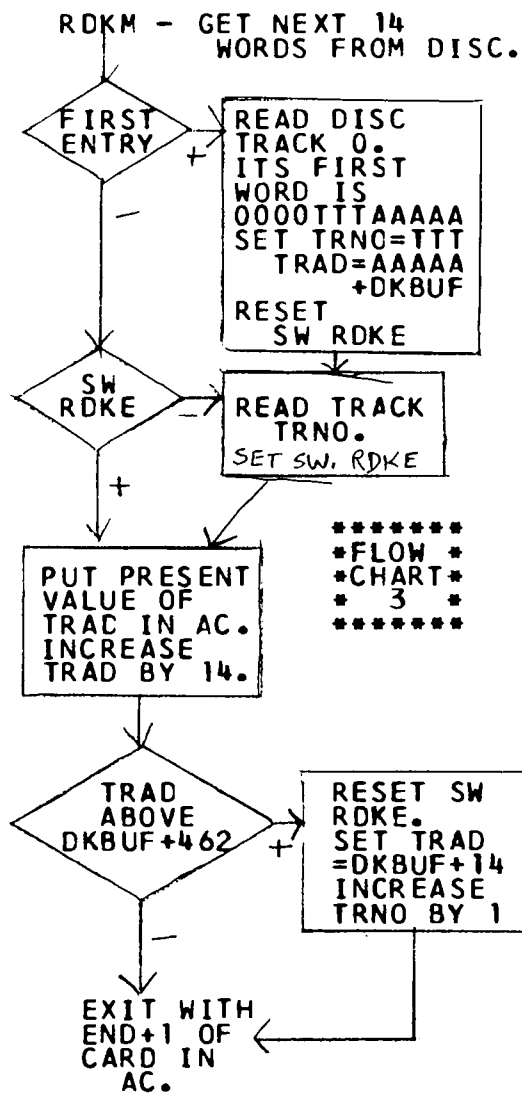 RDKM - GET NEXT 14
WORDS FROM DISC.
FIRST
ENTRY
+
-
READ DISC
TRACK 0.
ITS FIRST
WORD IS
0000TTTAAAAA
SET TRNO=TTT
TRAD=AAAAA
+DKBUF
RESET
SW RDKE
SW
RDKE
-
+
READ TRACK
TRNO.
SET SW. RDKE
*******
*FLOW *
*CHART*
* 3 *
*******
PUT PRESENT
VALUE OF
TRAD IN AC.
INCREASE
TRAD BY 14.
TRAD
ABOVE
DKBUF+462
+
-
RESET SW
RDKE.
SET TRAD
=DKBUF+14
INCREASE
TRNO BY 1
EXIT WITH
END+1 OF
CARD IN
AC.